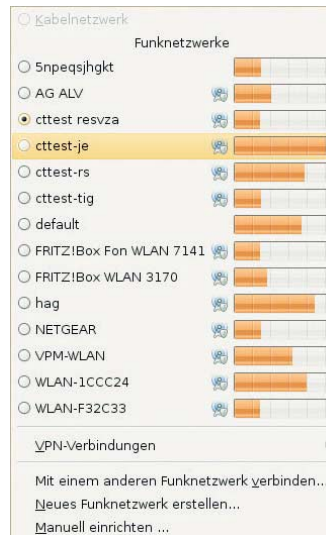 Kabelnetzwerk
Funknetzwerke
5npeqsjhgkt
AG ALV
cttest resvza
cttest-je
cttest-rs
cttest-tig
default
FRITZ!Box Fon WLAN 7141
FRITZ!Box WLAN 3170
hag
NETGEAR
VPM-WLAN
WLAN-1CCC24
WLAN-F32C33
VPN-Verbindungen
Mit einem anderen Funknetzwerk verbinden...
Neues Funknetzwerk erstellen...
Manuell einrichten ...